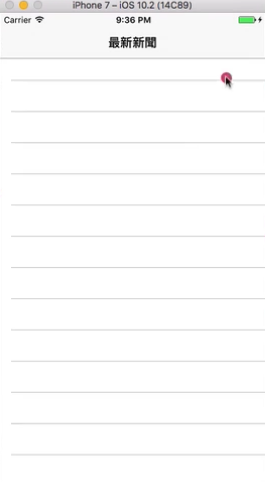 iPhone 7 – iOS 10.2 (14C89)
Carrier 9:36 PM
最新新聞